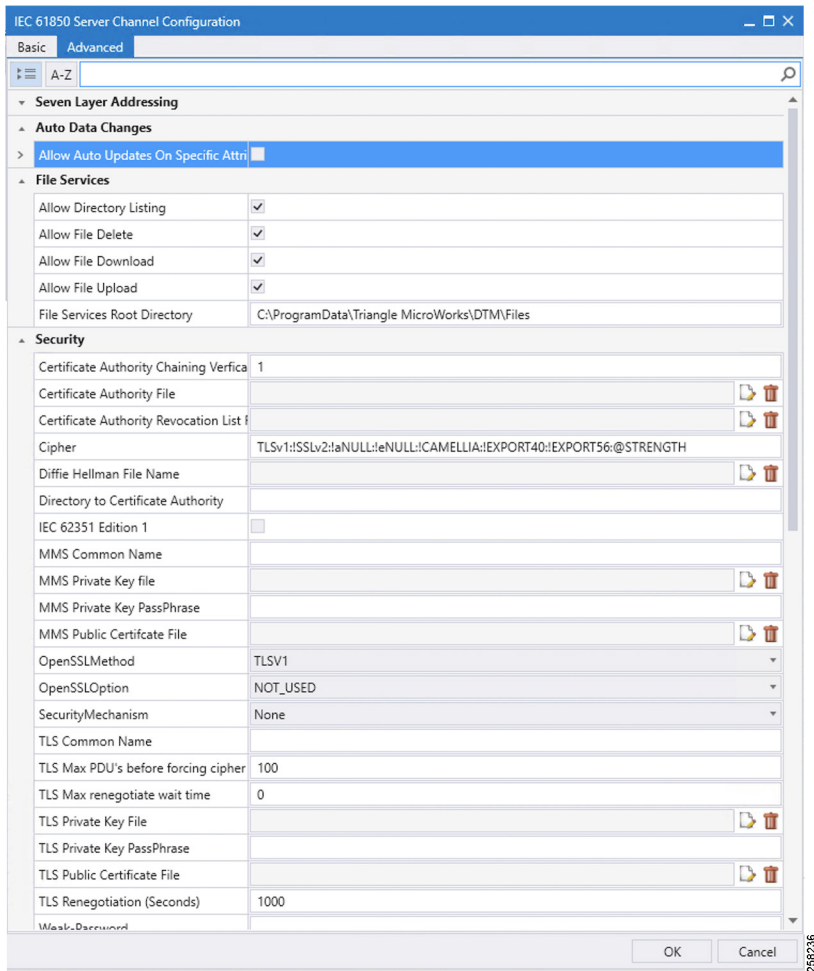 IEC 61850 Server Channel Configuration
Basic Advanced
A-Z
Seven Layer Addressing
Auto Data Changes
Allow Auto Updates On Specific Attri
File Services
Allow Directory Listing
Allow File Delete
Allow File Download
Allow File Upload
File Services Root Directory C:\ProgramData\Triangle MicroWorks\DTM\Files
Security
Certificate Authority Chaining Verfica 1
Certificate Authority File
Certificate Authority Revocation List F
Cipher TLSv1:!SSLv2:!aNULL:!eNULL:!CAMELLIA:!EXPORT40:!EXPORT56:@STRENGTH
Diffie Hellman File Name
Directory to Certificate Authority
IEC 62351 Edition 1
MMS Common Name
MMS Private Key file
MMS Private Key PassPhrase
MMS Public Certifcate File
OpenSSLMethod TLSV1
OpenSSLOption NOT_USED
SecurityMechanism None
TLS Common Name
TLS Max PDU's before forcing cipher 100
TLS Max renegotiate wait time 0
TLS Private Key File
TLS Private Key PassPhrase
TLS Public Certificate File
TLS Renegotiation (Seconds) 1000
Weak-Password
OK Cancel
258236